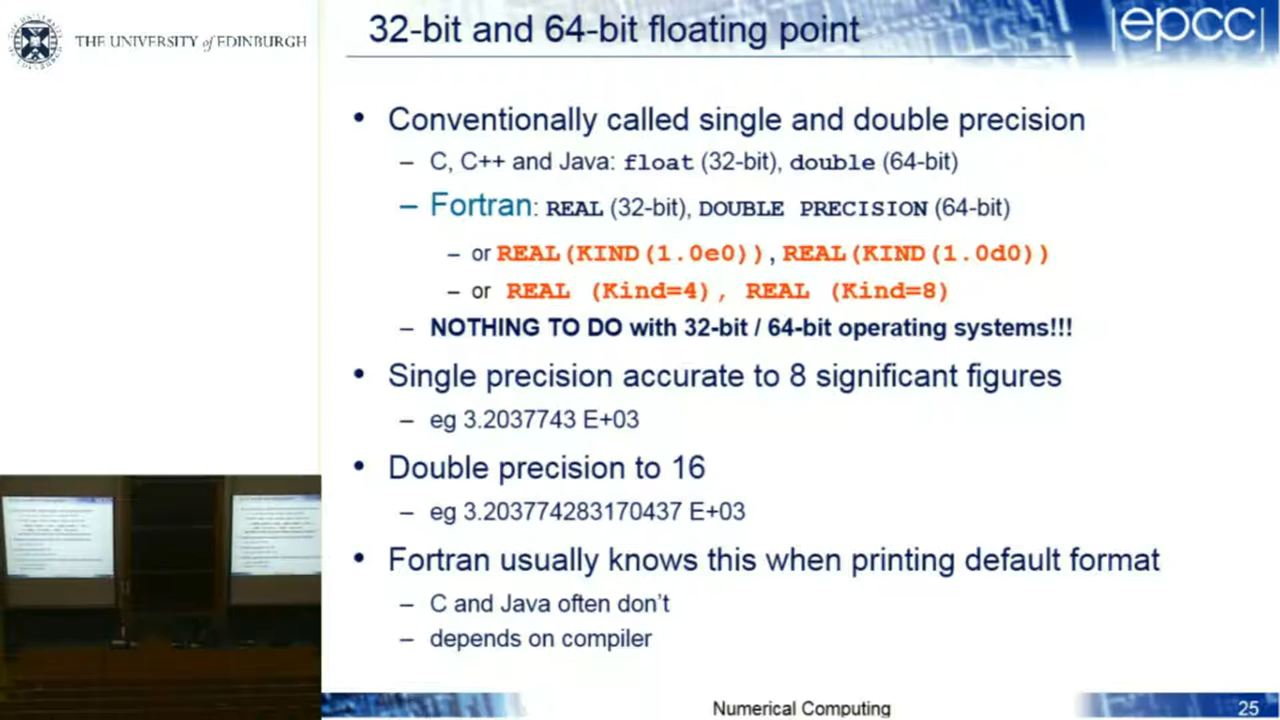 THE UNIVERSITY of EDINBURGH
32-bit and 64-bit floating point
|epcc|
• Conventionally called single and double precision
– C, C++ and Java: float (32-bit), double (64-bit)
– Fortran: REAL (32-bit), DOUBLE PRECISION (64-bit)
– or REAL(KIND(1.0e0)), REAL(KIND(1.0d0))
– or REAL (Kind=4), REAL (Kind=8)
– NOTHING TO DO with 32-bit / 64-bit operating systems!!!
• Single precision accurate to 8 significant figures
– eg 3.2037743 E+03
• Double precision to 16
– eg 3.203774283170437 E+03
• Fortran usually knows this when printing default format
– C and Java often don't
– depends on compiler
Numerical Computing
25